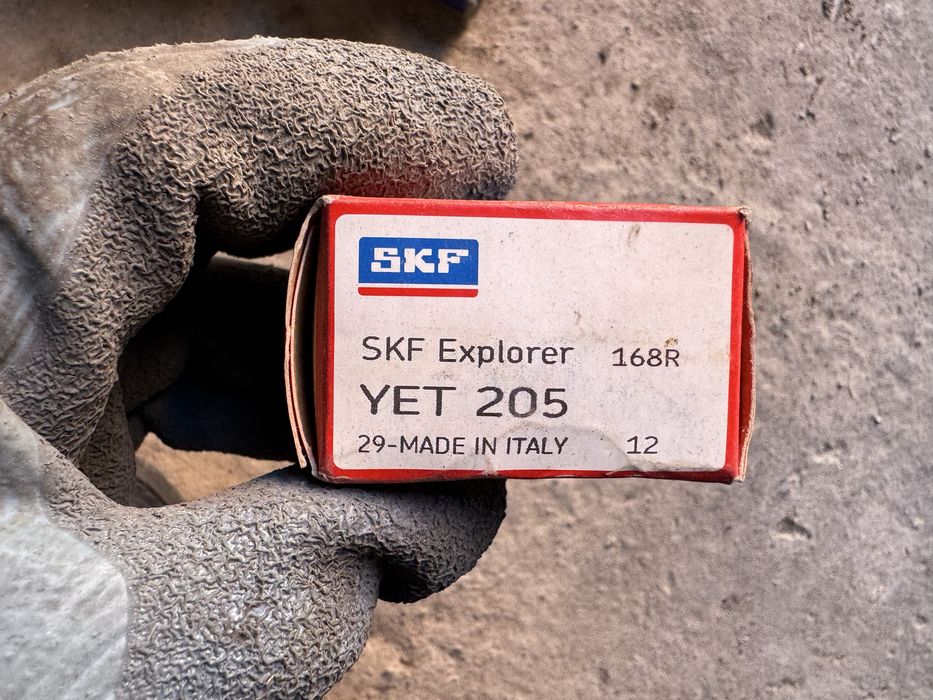 SKF
SKF Explorer 168R
YET 205
29-MADE IN ITALY 12